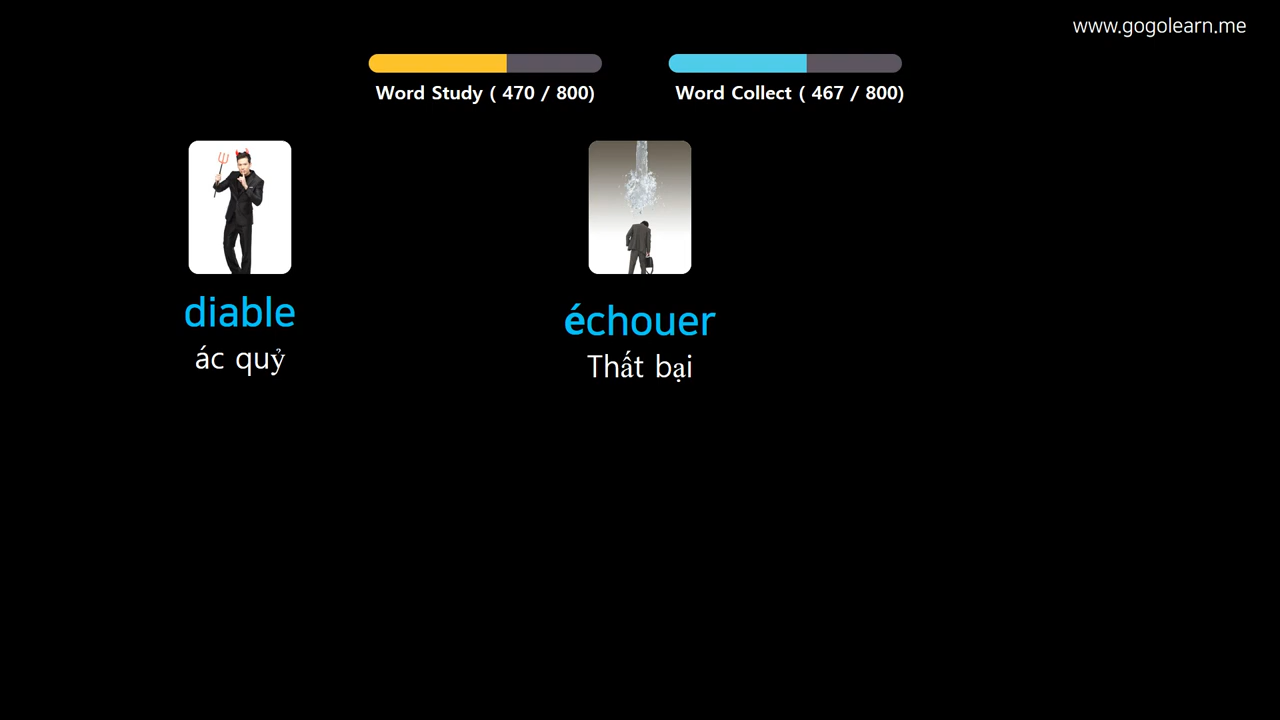 www.gogolearn.me
Word Study ( 470 / 800)
Word Collect ( 467 / 800)
diable
ác quỷ
échouer
Thất bại